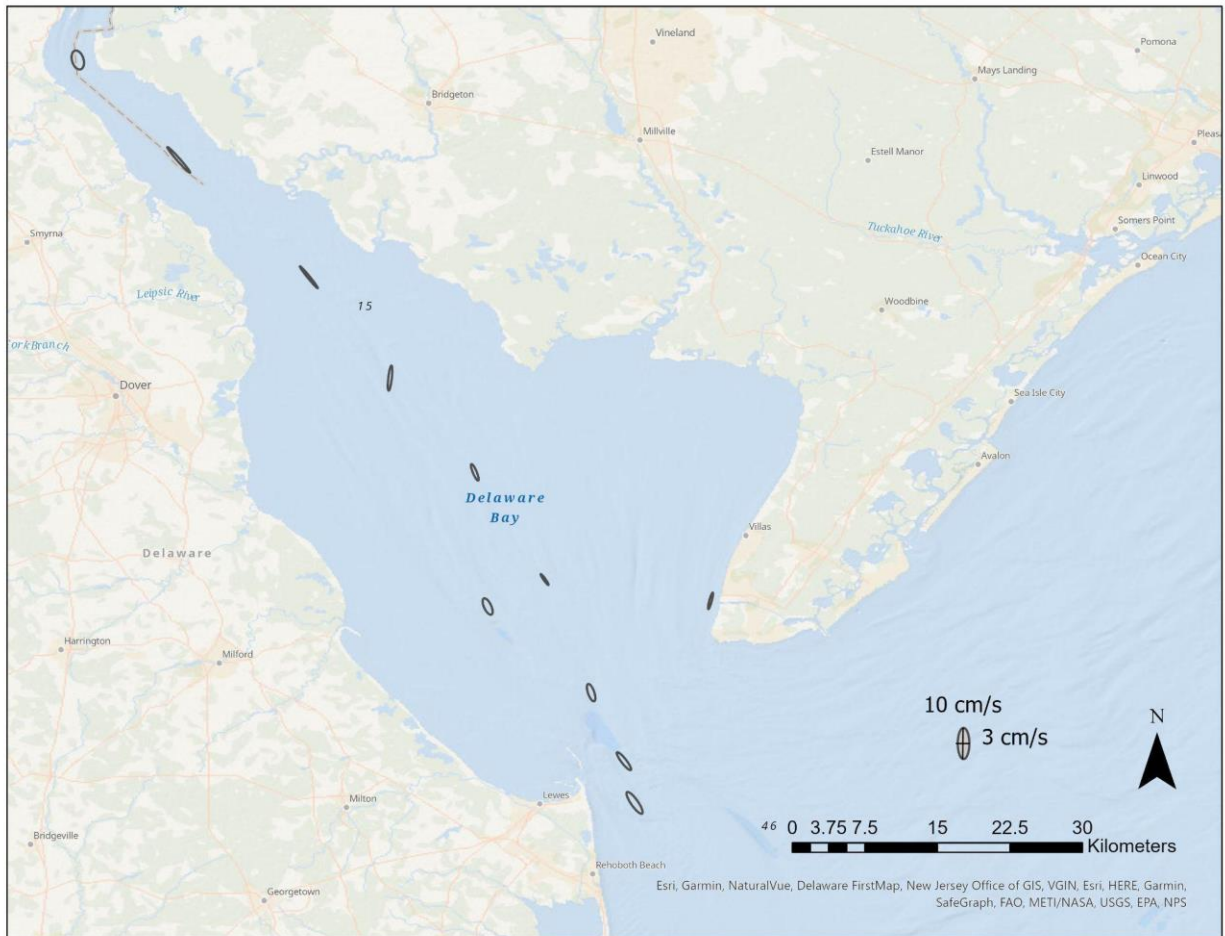 Vineland
Pomona
Mays Landing
Bridgeton
Millville
Pleas
Estell Manor
Linwood
Smyrna
Somers Point
Tuckahoe River
Ocean City
Leipsic River
15
Woodbine
ork Branch
Dover
Sea Isle City
Avalon
Delaware
Bay
Villas
Delaware
Harrington
Milford
10 cm/s
3 cm/s
N
Lewes
Milton
46
0 3.75 7.5 15 22.5 30
Kilometers
Bridgeville
Rehoboth Beach
Georgetown
Esri, Garmin, NaturalVue, Delaware FirstMap, New Jersey Office of GIS, VGIN, Esri, HERE, Garmin,
SafeGraph, FAO, METI/NASA, USGS, EPA, NPS